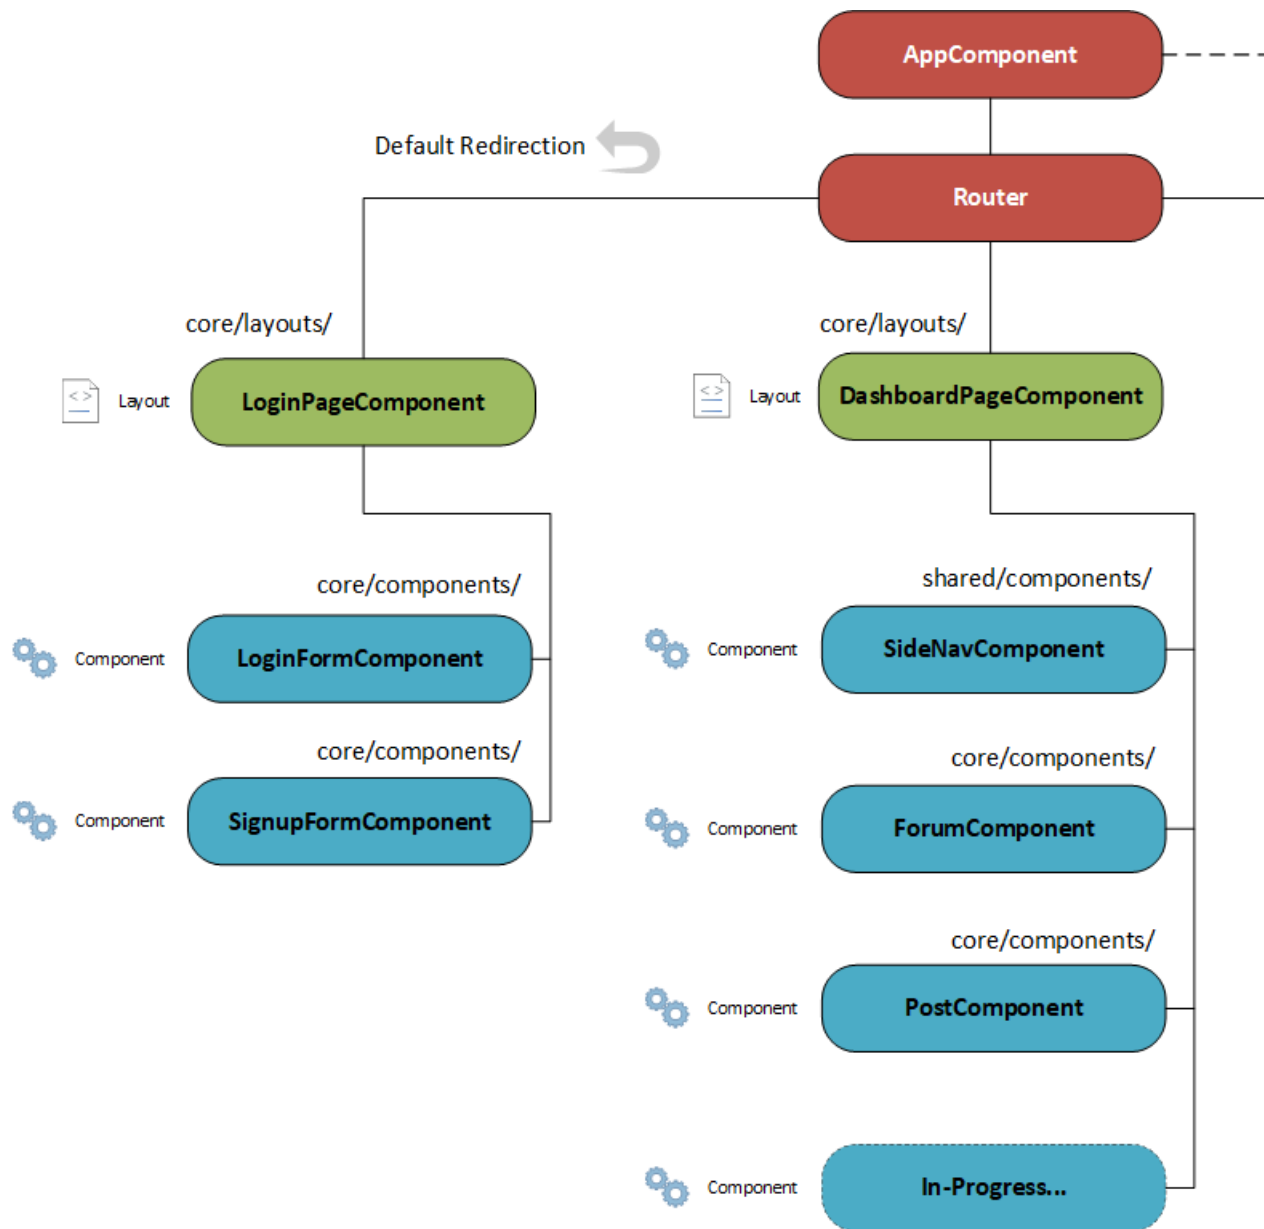 AppComponent
Default Redirection
Router
core/layouts/
core/layouts/
Layout
LoginPageComponent
Layout
DashboardPageComponent
core/components/
shared/components/
Component
LoginFormComponent
Component
SideNavComponent
core/components/
core/components/
Component
SignupFormComponent
Component
ForumComponent
core/components/
Component
PostComponent
Component
In-Progress...